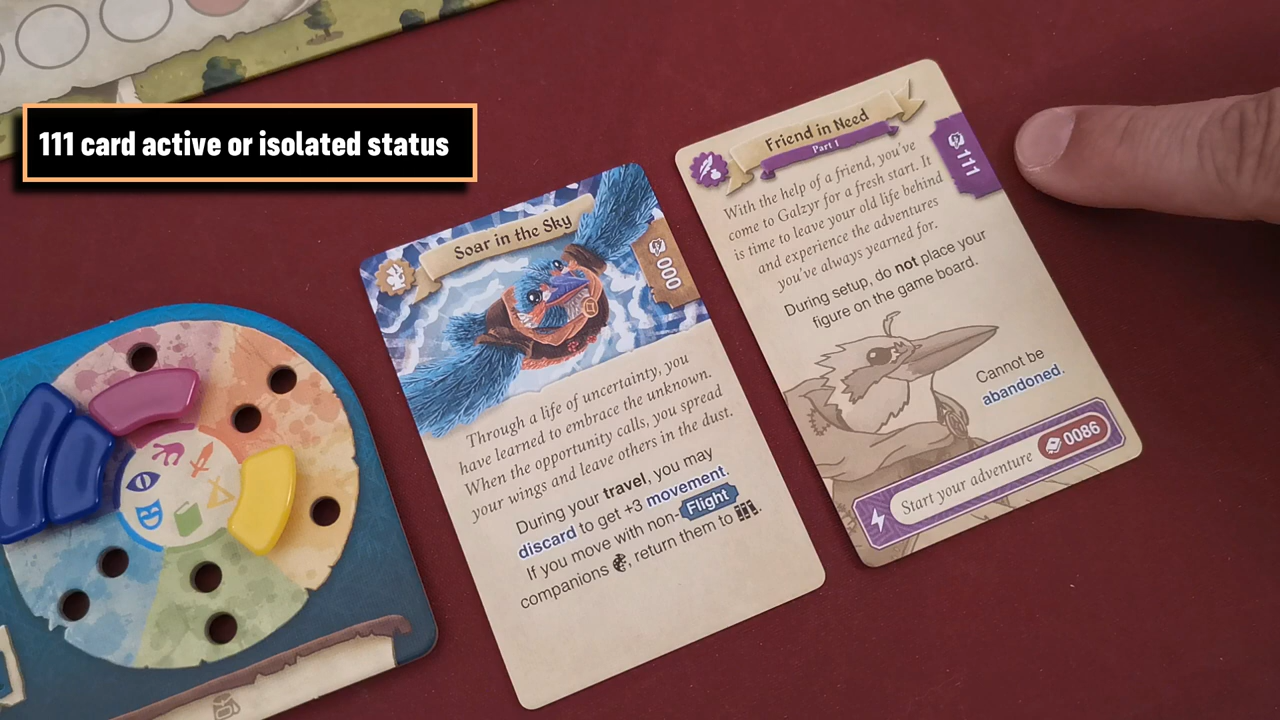 111 card active or isolated status
Soar in the Sky
000
Through a life of uncertainty, you
have learned to embrace the unknown.
When the opportunity calls, you spread
your wings and leave others in the dust.
During your travel, you may
discard to get +3 movement.
If you move with non-Flight
companions , return them to .
Friend in Need
Part 1
111
With the help of a friend, you've
come to Galzyr for a fresh start. It
is time to leave your old life behind
and experience the adventures
you've always yearned for.
During setup, do not place your
figure on the game board.
Cannot be
abandoned.
Start your adventure 0086